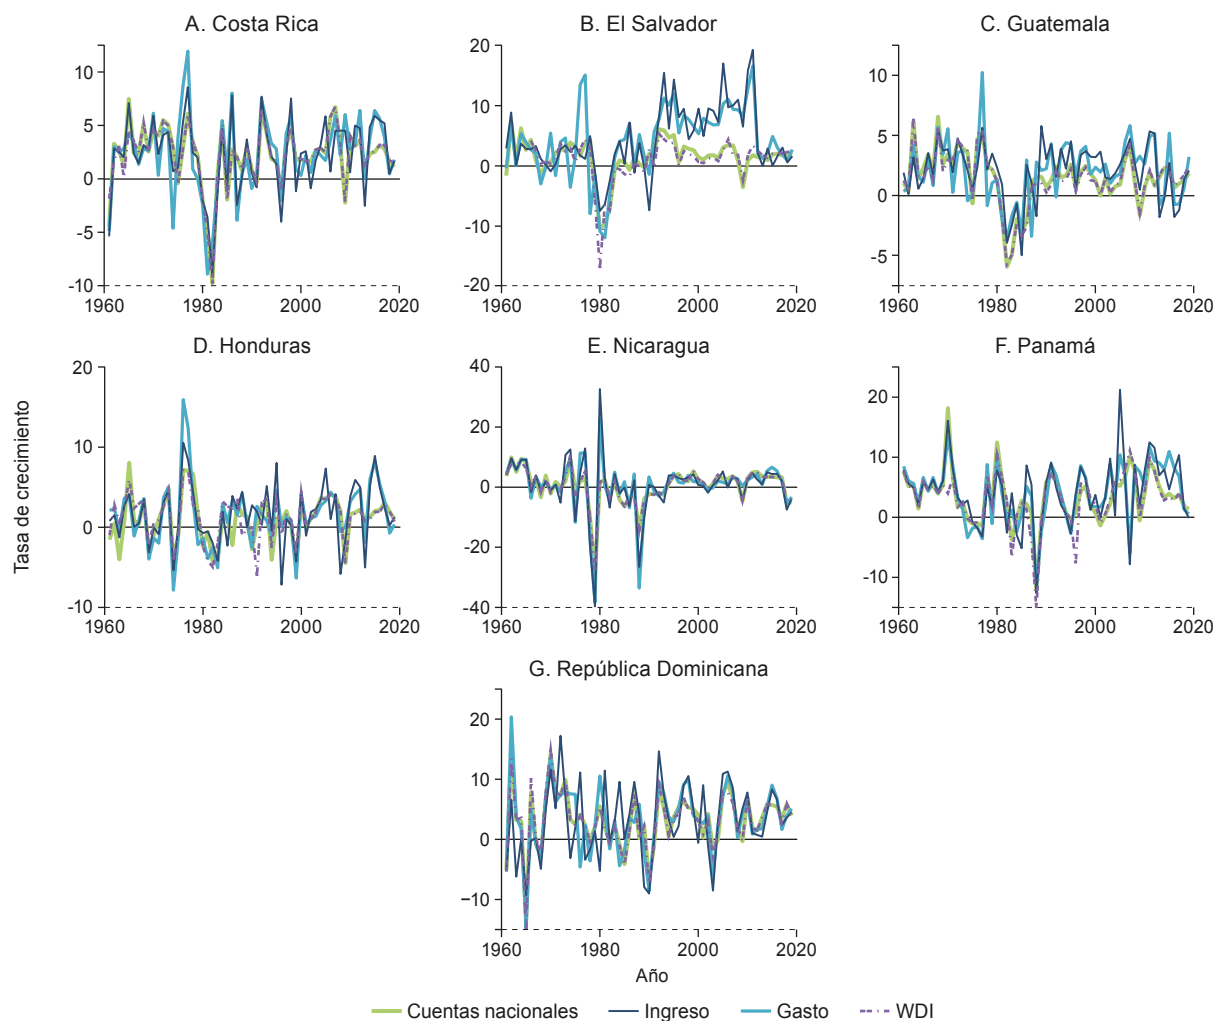 A. Costa Rica
B. El Salvador
C. Guatemala
10
5
0
-5
-10
1960 1980 2000 2020
20
10
0
-10
-20
1960 1980 2000 2020
10
5
0
-5
1960 1980 2000 2020
D. Honduras
E. Nicaragua
F. Panamá
Tasa de crecimiento
20
10
0
-10
1960 1980 2000 2020
40
20
0
-20
-40
1960 1980 2000 2020
20
10
0
-10
1960 1980 2000 2020
G. República Dominicana
20
10
0
−10
1960 1980 2000 2020
Año
Cuentas nacionales Ingreso Gasto WDI